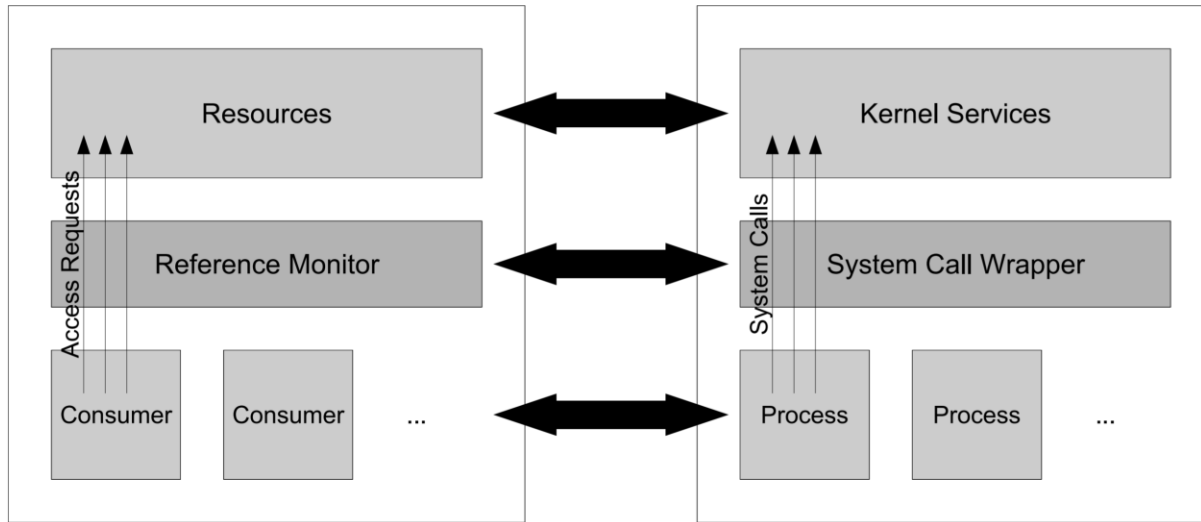 Resources
Access Requests
Reference Monitor
Consumer
Consumer
...
Kernel Services
System Calls
System Call Wrapper
Process
Process
...